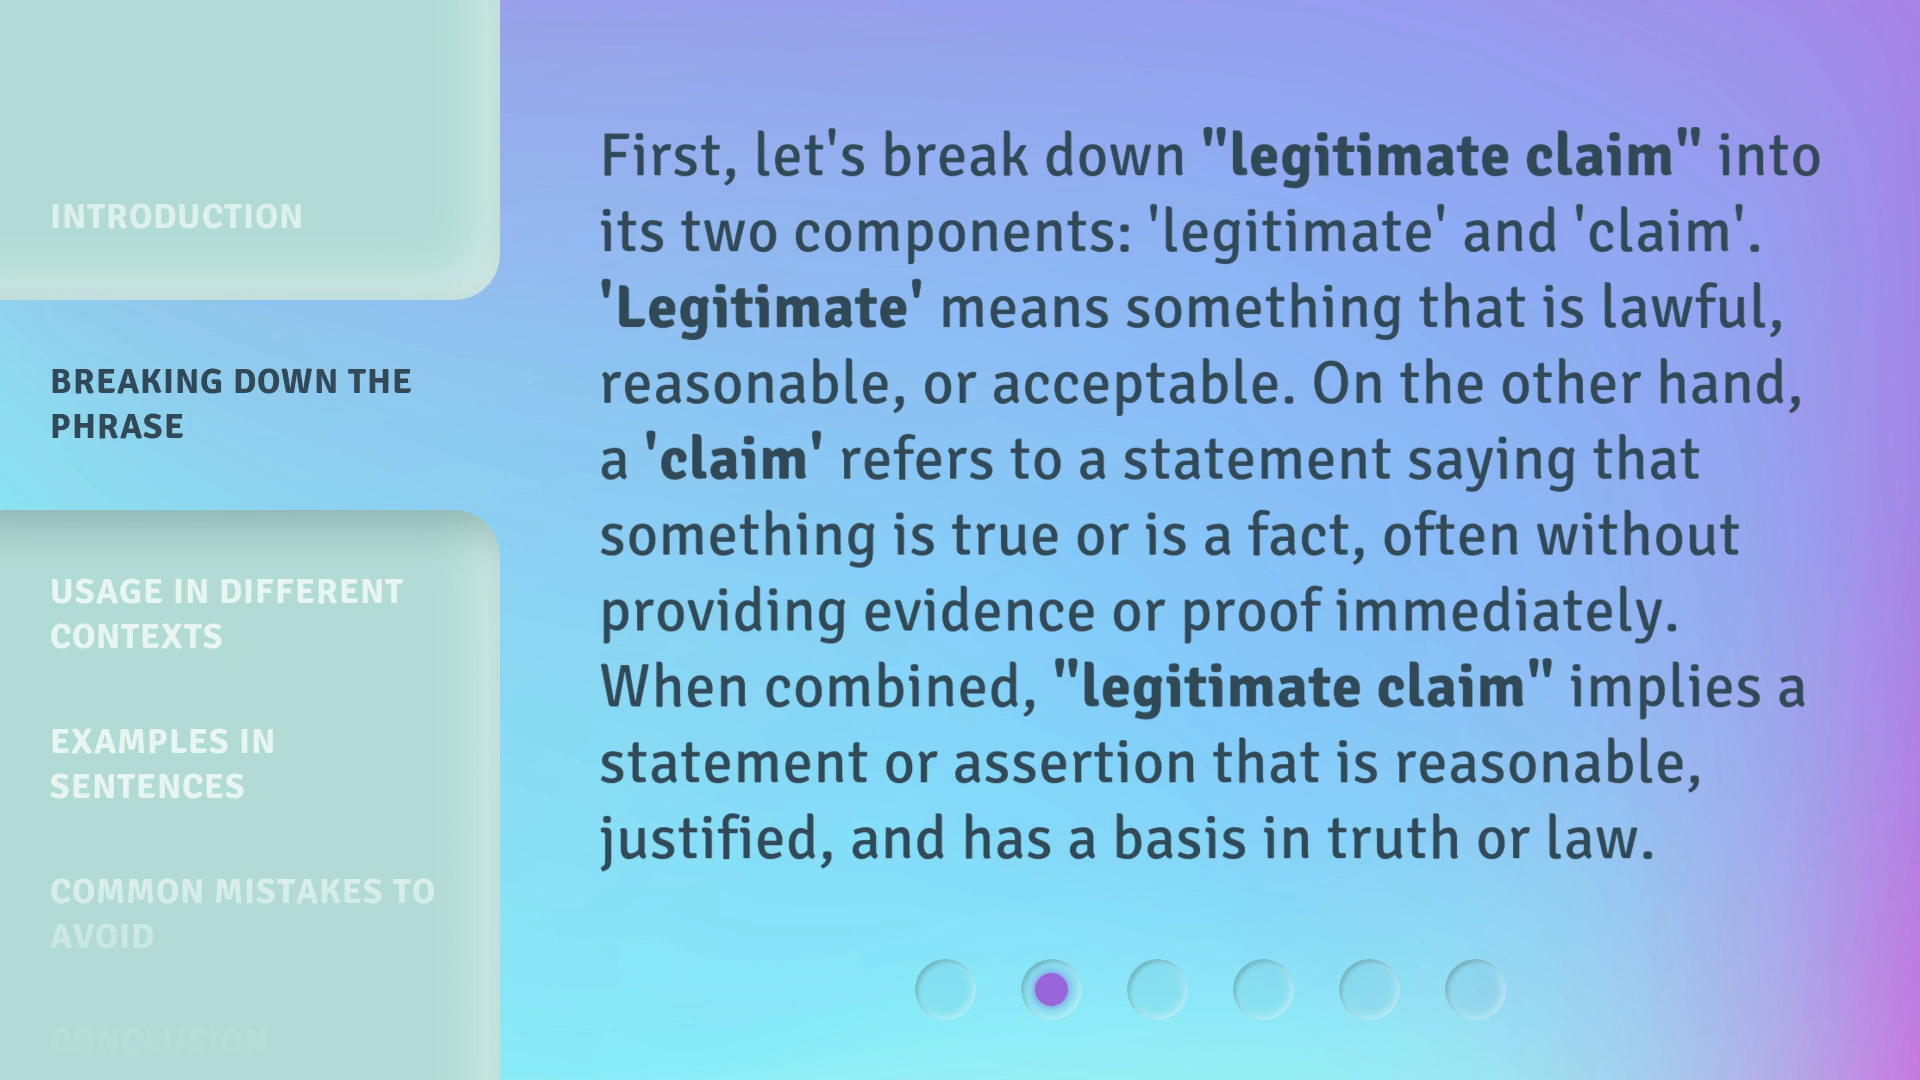 INTRODUCTION
BREAKING DOWN THE
PHRASE
USAGE IN DIFFERENT
CONTEXTS
EXAMPLES IN
SENTENCES
COMMON MISTAKES TO
AVOID
CONCLUSION
First, let's break down "legitimate claim" into
its two components: 'legitimate' and 'claim'.
'Legitimate' means something that is lawful,
reasonable, or acceptable. On the other hand,
a 'claim' refers to a statement saying that
something is true or is a fact, often without
providing evidence or proof immediately.
When combined, "legitimate claim" implies a
statement or assertion that is reasonable,
justified, and has a basis in truth or law.